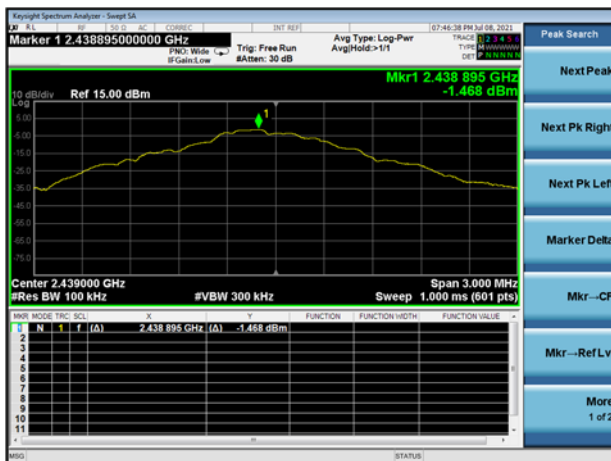 Keysight Spectrum Analyzer - Swept SA
RL RF 50 Ω AC CORREC INT REF 07:46:38 PM Jul 08, 2021
Marker 1 2.438895000000 GHz
PNO: Wide
IFGain:Low
Trig: Free Run
#Atten: 30 dB
Avg Type: Log-Pwr
Avg|Hold:>1/1
TRACE 1 2 3 4 5 6
TYPE M WWWWW
DET P N N N N N
Peak Search
Mkr1 2.438 895 GHz
-1.468 dBm
10 dB/div Ref 15.00 dBm
Log
5.00
-5.00
-15.0
-25.0
-35.0
-45.0
-55.0
-65.0
-75.0
1
Center 2.439000 GHz
Span 3.000 MHz
#Res BW 100 kHz
#VBW 300 kHz
Sweep 1.000 ms (601 pts)
MKR MODE TRC SCL X Y FUNCTION FUNCTION WIDTH FUNCTION VALUE
1 N 1 f (Δ) 2.438 895 GHz (Δ) -1.468 dBm
2
3
4
5
6
7
8
9
10
11
Next Peak
Next Pk Right
Next Pk Left
Marker Delta
Mkr→CF
Mkr→Ref Lv
More
1 of 2
MSG
STATUS